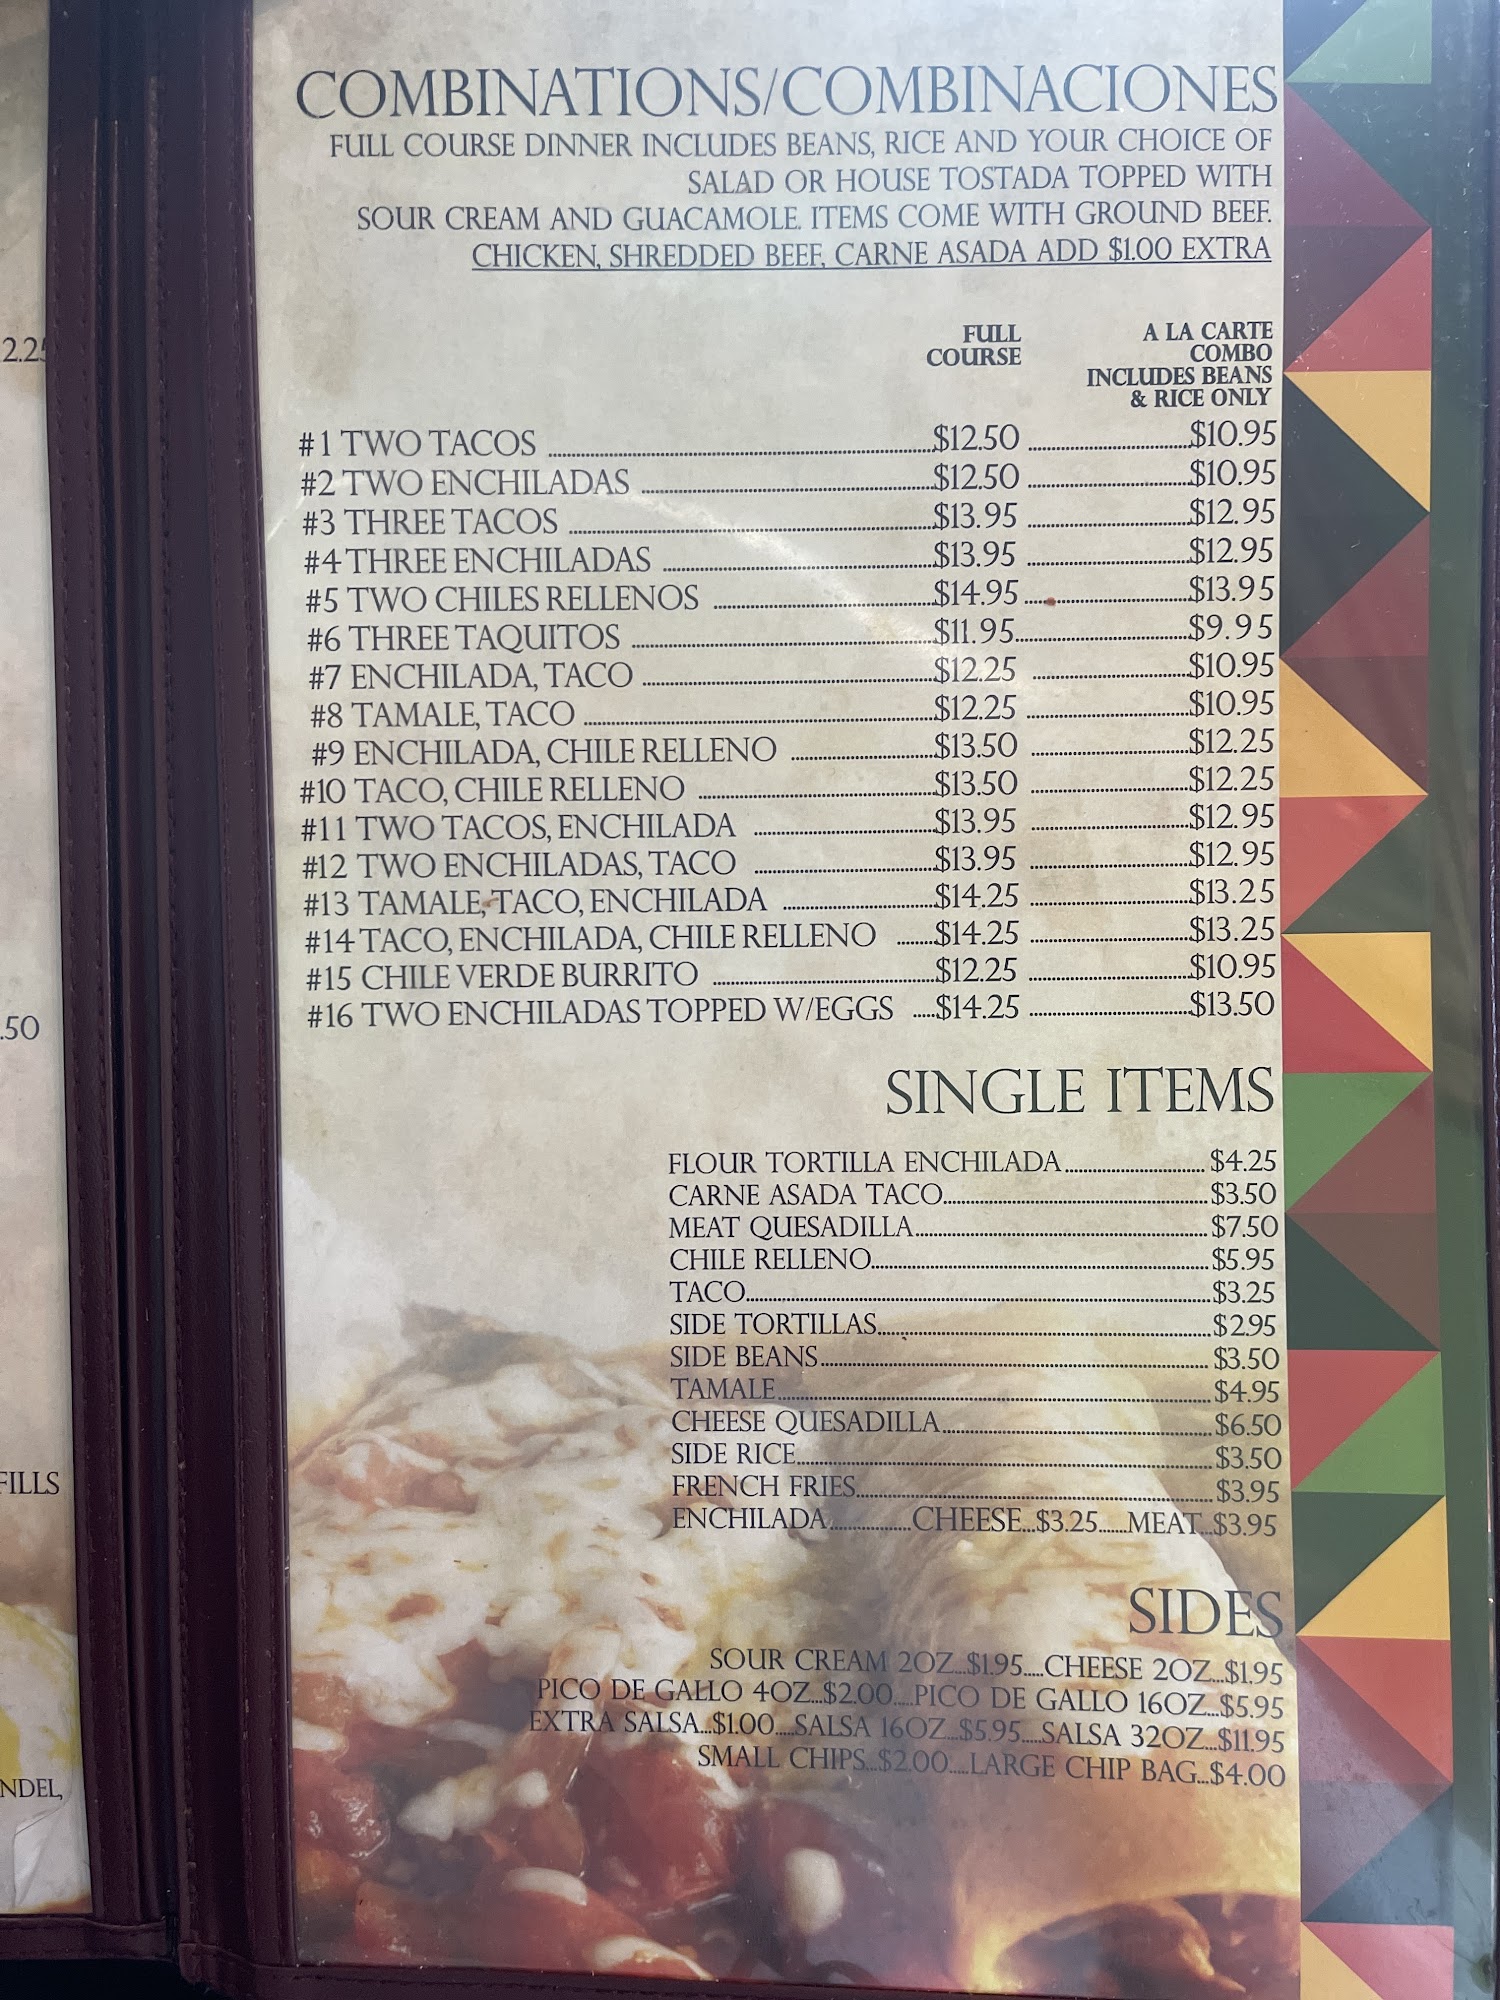 COMBINATIONS/COMBINACIONES
FULL COURSE DINNER INCLUDES BEANS, RICE AND YOUR CHOICE OF
SALAD OR HOUSE TOSTADA TOPPED WITH
SOUR CREAM AND GUACAMOLE. ITEMS COME WITH GROUND BEEF.
CHICKEN, SHREDDED BEEF, CARNE ASADA ADD $1.00 EXTRA
FULL
COURSE
A LA CARTE
COMBO
INCLUDES BEANS
& RICE ONLY
#1 TWO TACOS $12.50 $10.95
#2 TWO ENCHILADAS $12.50 $10.95
#3 THREE TACOS $13.95 $12.95
#4 THREE ENCHILADAS $13.95 $12.95
#5 TWO CHILES RELLENOS $14.95 $13.95
#6 THREE TAQUITOS $11.95 $9.95
#7 ENCHILADA, TACO $12.25 $10.95
#8 TAMALE, TACO $12.25 $10.95
#9 ENCHILADA, CHILE RELLENO $13.50 $12.25
#10 TACO, CHILE RELLENO $13.50 $12.25
#11 TWO TACOS, ENCHILADA $13.95 $12.95
#12 TWO ENCHILADAS, TACO $13.95 $12.95
#13 TAMALE, TACO, ENCHILADA $14.25 $13.25
#14 TACO, ENCHILADA, CHILE RELLENO $14.25 $13.25
#15 CHILE VERDE BURRITO $12.25 $10.95
#16 TWO ENCHILADAS TOPPED W/EGGS $14.25 $13.50
SINGLE ITEMS
FLOUR TORTILLA ENCHILADA $4.25
CARNE ASADA TACO $3.50
MEAT QUESADILLA $7.50
CHILE RELLENO $5.95
TACO $3.25
SIDE TORTILLAS $2.95
SIDE BEANS $3.50
TAMALE $4.95
CHEESE QUESADILLA $6.50
SIDE RICE $3.50
FRENCH FRIES $3.95
ENCHILADA CHEESE...$3.25 MEAT...$3.95
SIDES
SOUR CREAM 2OZ...$1.95....CHEESE 2OZ...$1.95
PICO DE GALLO 4OZ...$2.00....PICO DE GALLO 16OZ...$5.95
EXTRA SALSA...$1.00....SALSA 16OZ...$5.95....SALSA 32OZ...$11.95
SMALL CHIPS...$2.00....LARGE CHIP BAG...$4.00
.50
FILLS
NDEL,